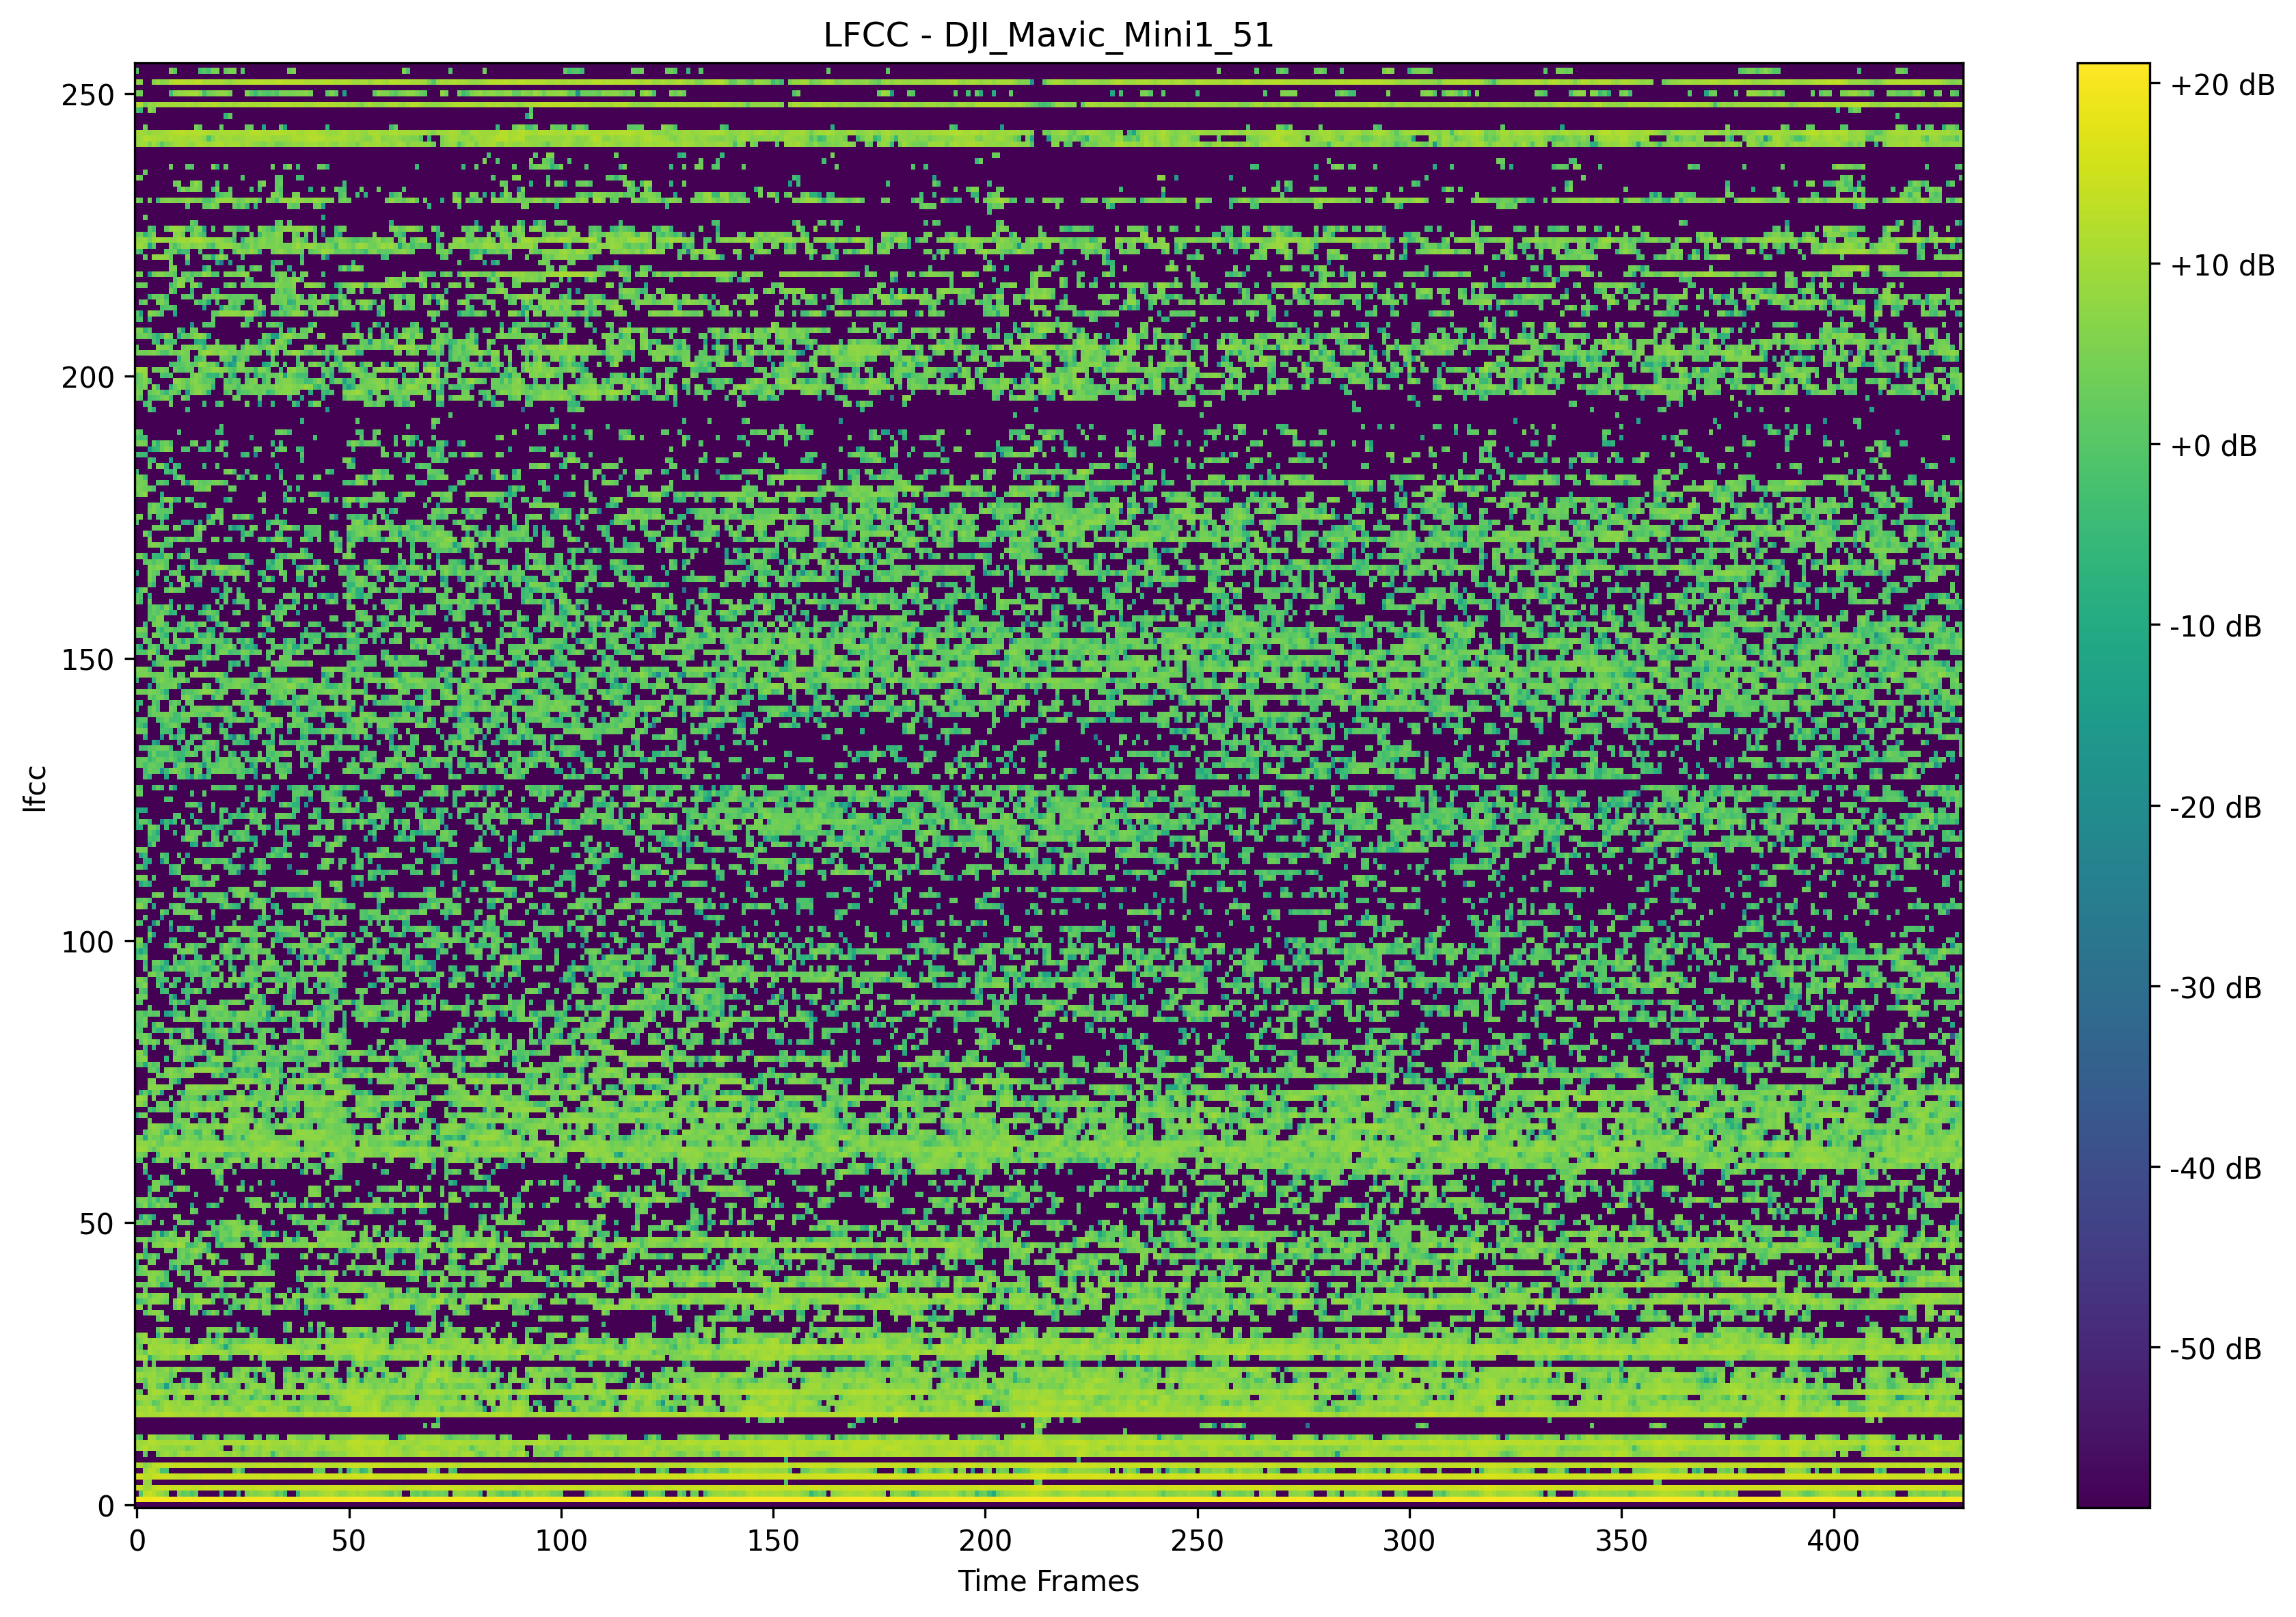 LFCC - DJI_Mavic_Mini1_51
250
200
150
100
50
0
lfcc
0 50 100 150 200 250 300 350 400
Time Frames
+20 dB
+10 dB
+0 dB
-10 dB
-20 dB
-30 dB
-40 dB
-50 dB